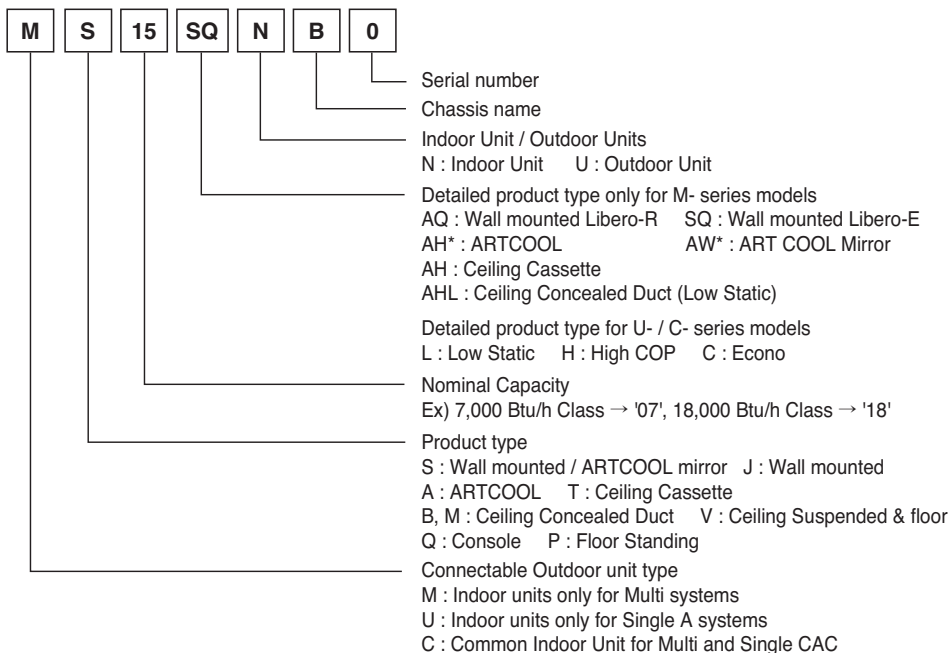 M S 15 SQ N B 0
Serial number
Chassis name
Indoor Unit / Outdoor Units
N : Indoor Unit U : Outdoor Unit
Detailed product type only for M- series models
AQ : Wall mounted Libero-R SQ : Wall mounted Libero-E
AH* : ARTCOOL AW* : ART COOL Mirror
AH : Ceiling Cassette
AHL : Ceiling Concealed Duct (Low Static)
Detailed product type for U- / C- series models
L : Low Static H : High COP C : Econo
Nominal Capacity
Ex) 7,000 Btu/h Class → '07', 18,000 Btu/h Class → '18'
Product type
S : Wall mounted / ARTCOOL mirror J : Wall mounted
A : ARTCOOL T : Ceiling Cassette
B, M : Ceiling Concealed Duct V : Ceiling Suspended & floor
Q : Console P : Floor Standing
Connectable Outdoor unit type
M : Indoor units only for Multi systems
U : Indoor units only for Single A systems
C : Common Indoor Unit for Multi and Single CAC